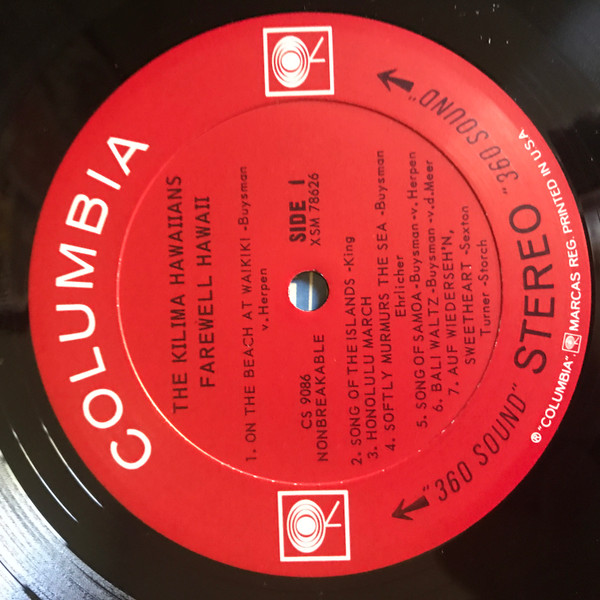 COLUMBIA
THE KILIMA HAWAIIANS
FAREWELL HAWAII
1. ON THE BEACH AT WAIKIKI -Buysman
v. Herpen
CS 9086
NONBREAKABLE
SIDE 1
XSM 78626
2. SONG OF THE ISLANDS -King
3. HONOLULU MARCH
4. SOFTLY MURMURS THE SEA -Buysman
Ehrlicher
5. SONG OF SAMOA -Buysman -v. Herpen
6. BALI WALTZ -Buysman -v.d. Meer
7. AUF WIEDERSEH'N,
SWEETHEART -Sexton
Turner -Storch
"360 SOUND" STEREO "360 SOUND"
® "COLUMBIA", MARCAS REG. PRINTED IN U.S.A.